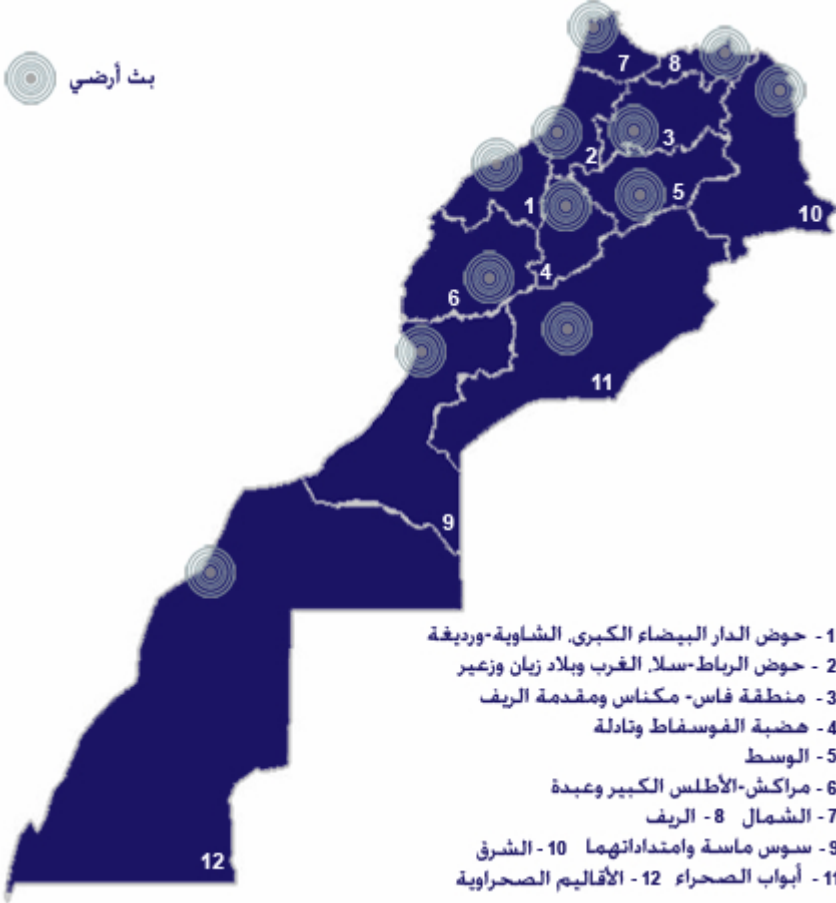 بث أرضي
7
8
3
2
5
1
10
4
6
11
9
12
1- حوض الدار البيضاء الكبرى، الشاوية-ورديغة
2 - حوض الرباط-سلا، الغرب وبلاد زيان وزعير
3- منطقة فاس- مكناس ومقدمة الريف
4- هضبة الفوسفاط وتادلة
5- الوسط
6- مراكش-الأطلس الكبير وعبدة
7- الشمال 8- الريف
9- سوس ماسة وامتداداتهما 10- الشرق
11- أبواب الصحراء 12- الأقاليم الصحراوية